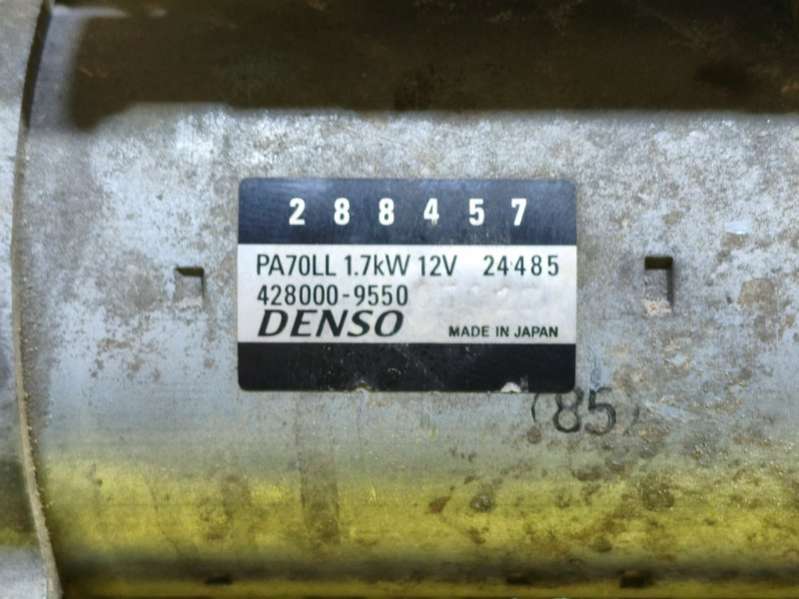 288457
PA70LL 1.7kW 12V 24485
428000-9550
DENSO MADE IN JAPAN
(85)